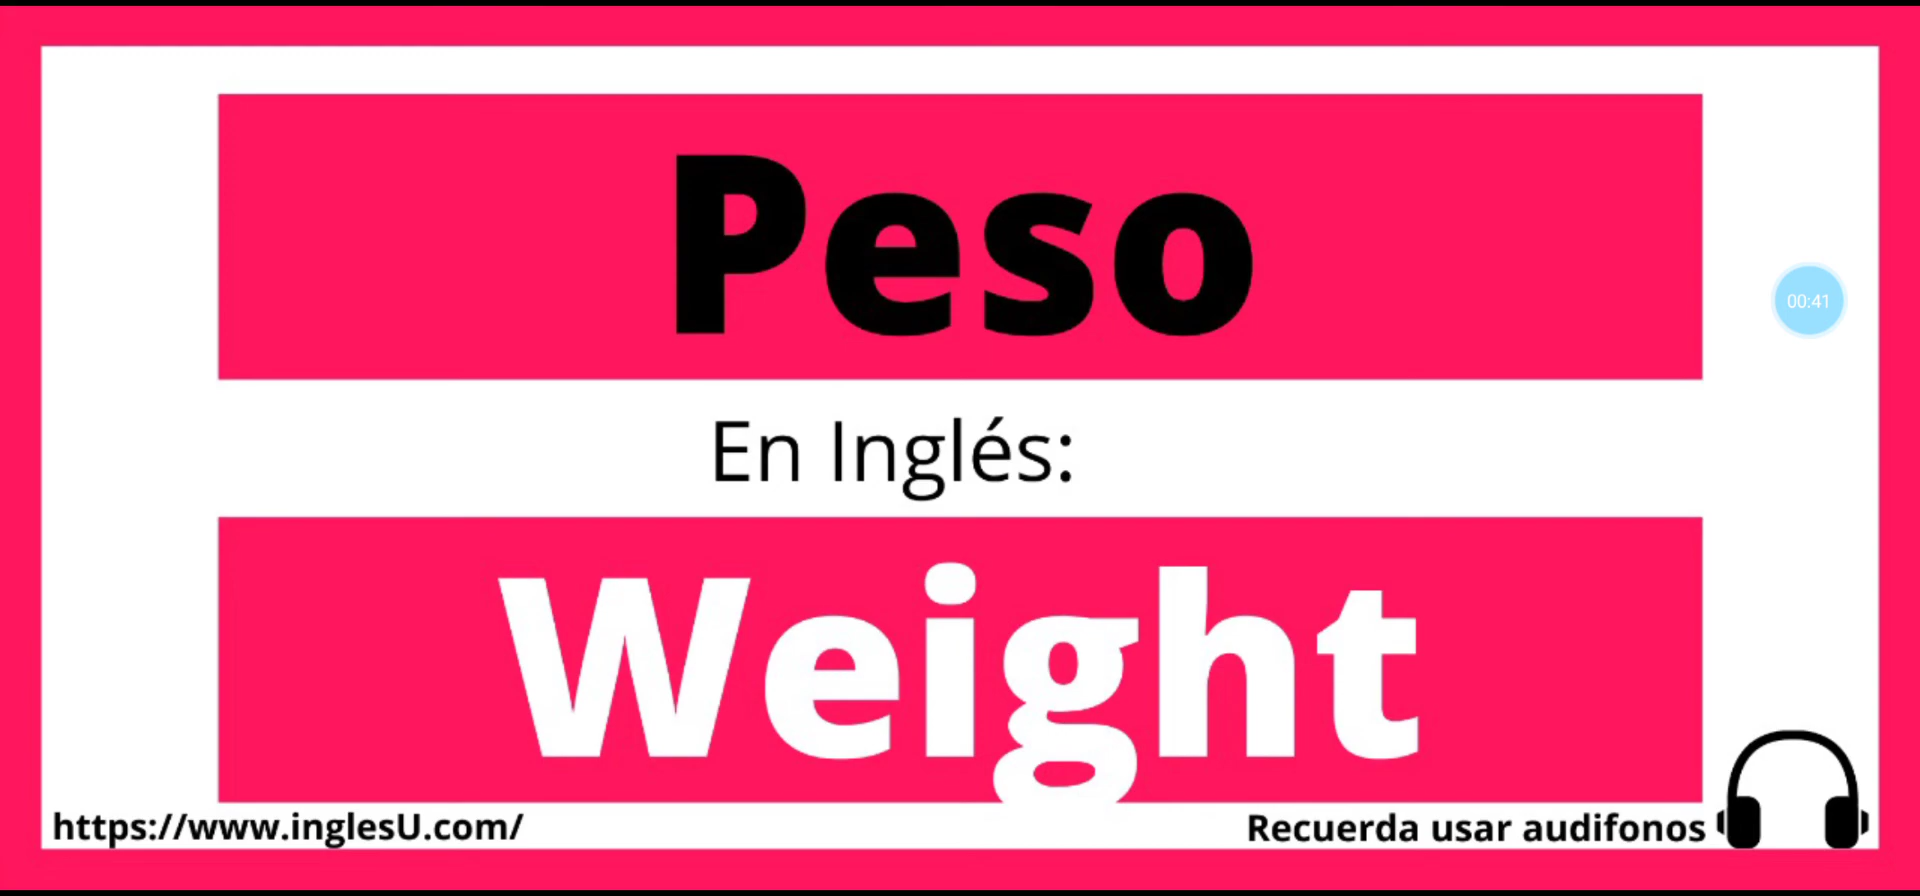 Peso
00:41
En Inglés:
Weight
https://www.inglesU.com/
Recuerda usar audifonos